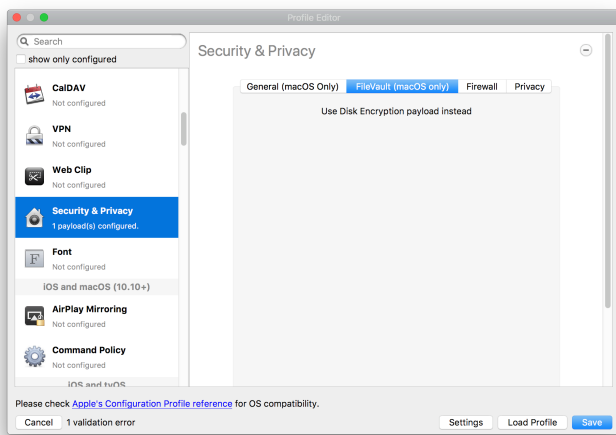 Profile Editor
Search
show only configured
CalDAV
Not configured
VPN
Not configured
Web Clip
Not configured
Security & Privacy
1 payload(s) configured.
Font
Not configured
iOS and macOS (10.10+)
AirPlay Mirroring
Not configured
Command Policy
Not configured
iOS and tvOS
Security & Privacy
General (macOS Only) FileVault (macOS only) Firewall Privacy
Use Disk Encryption payload instead
Please check Apple's Configuration Profile reference for OS compatibility.
Cancel 1 validation error Settings Load Profile Save